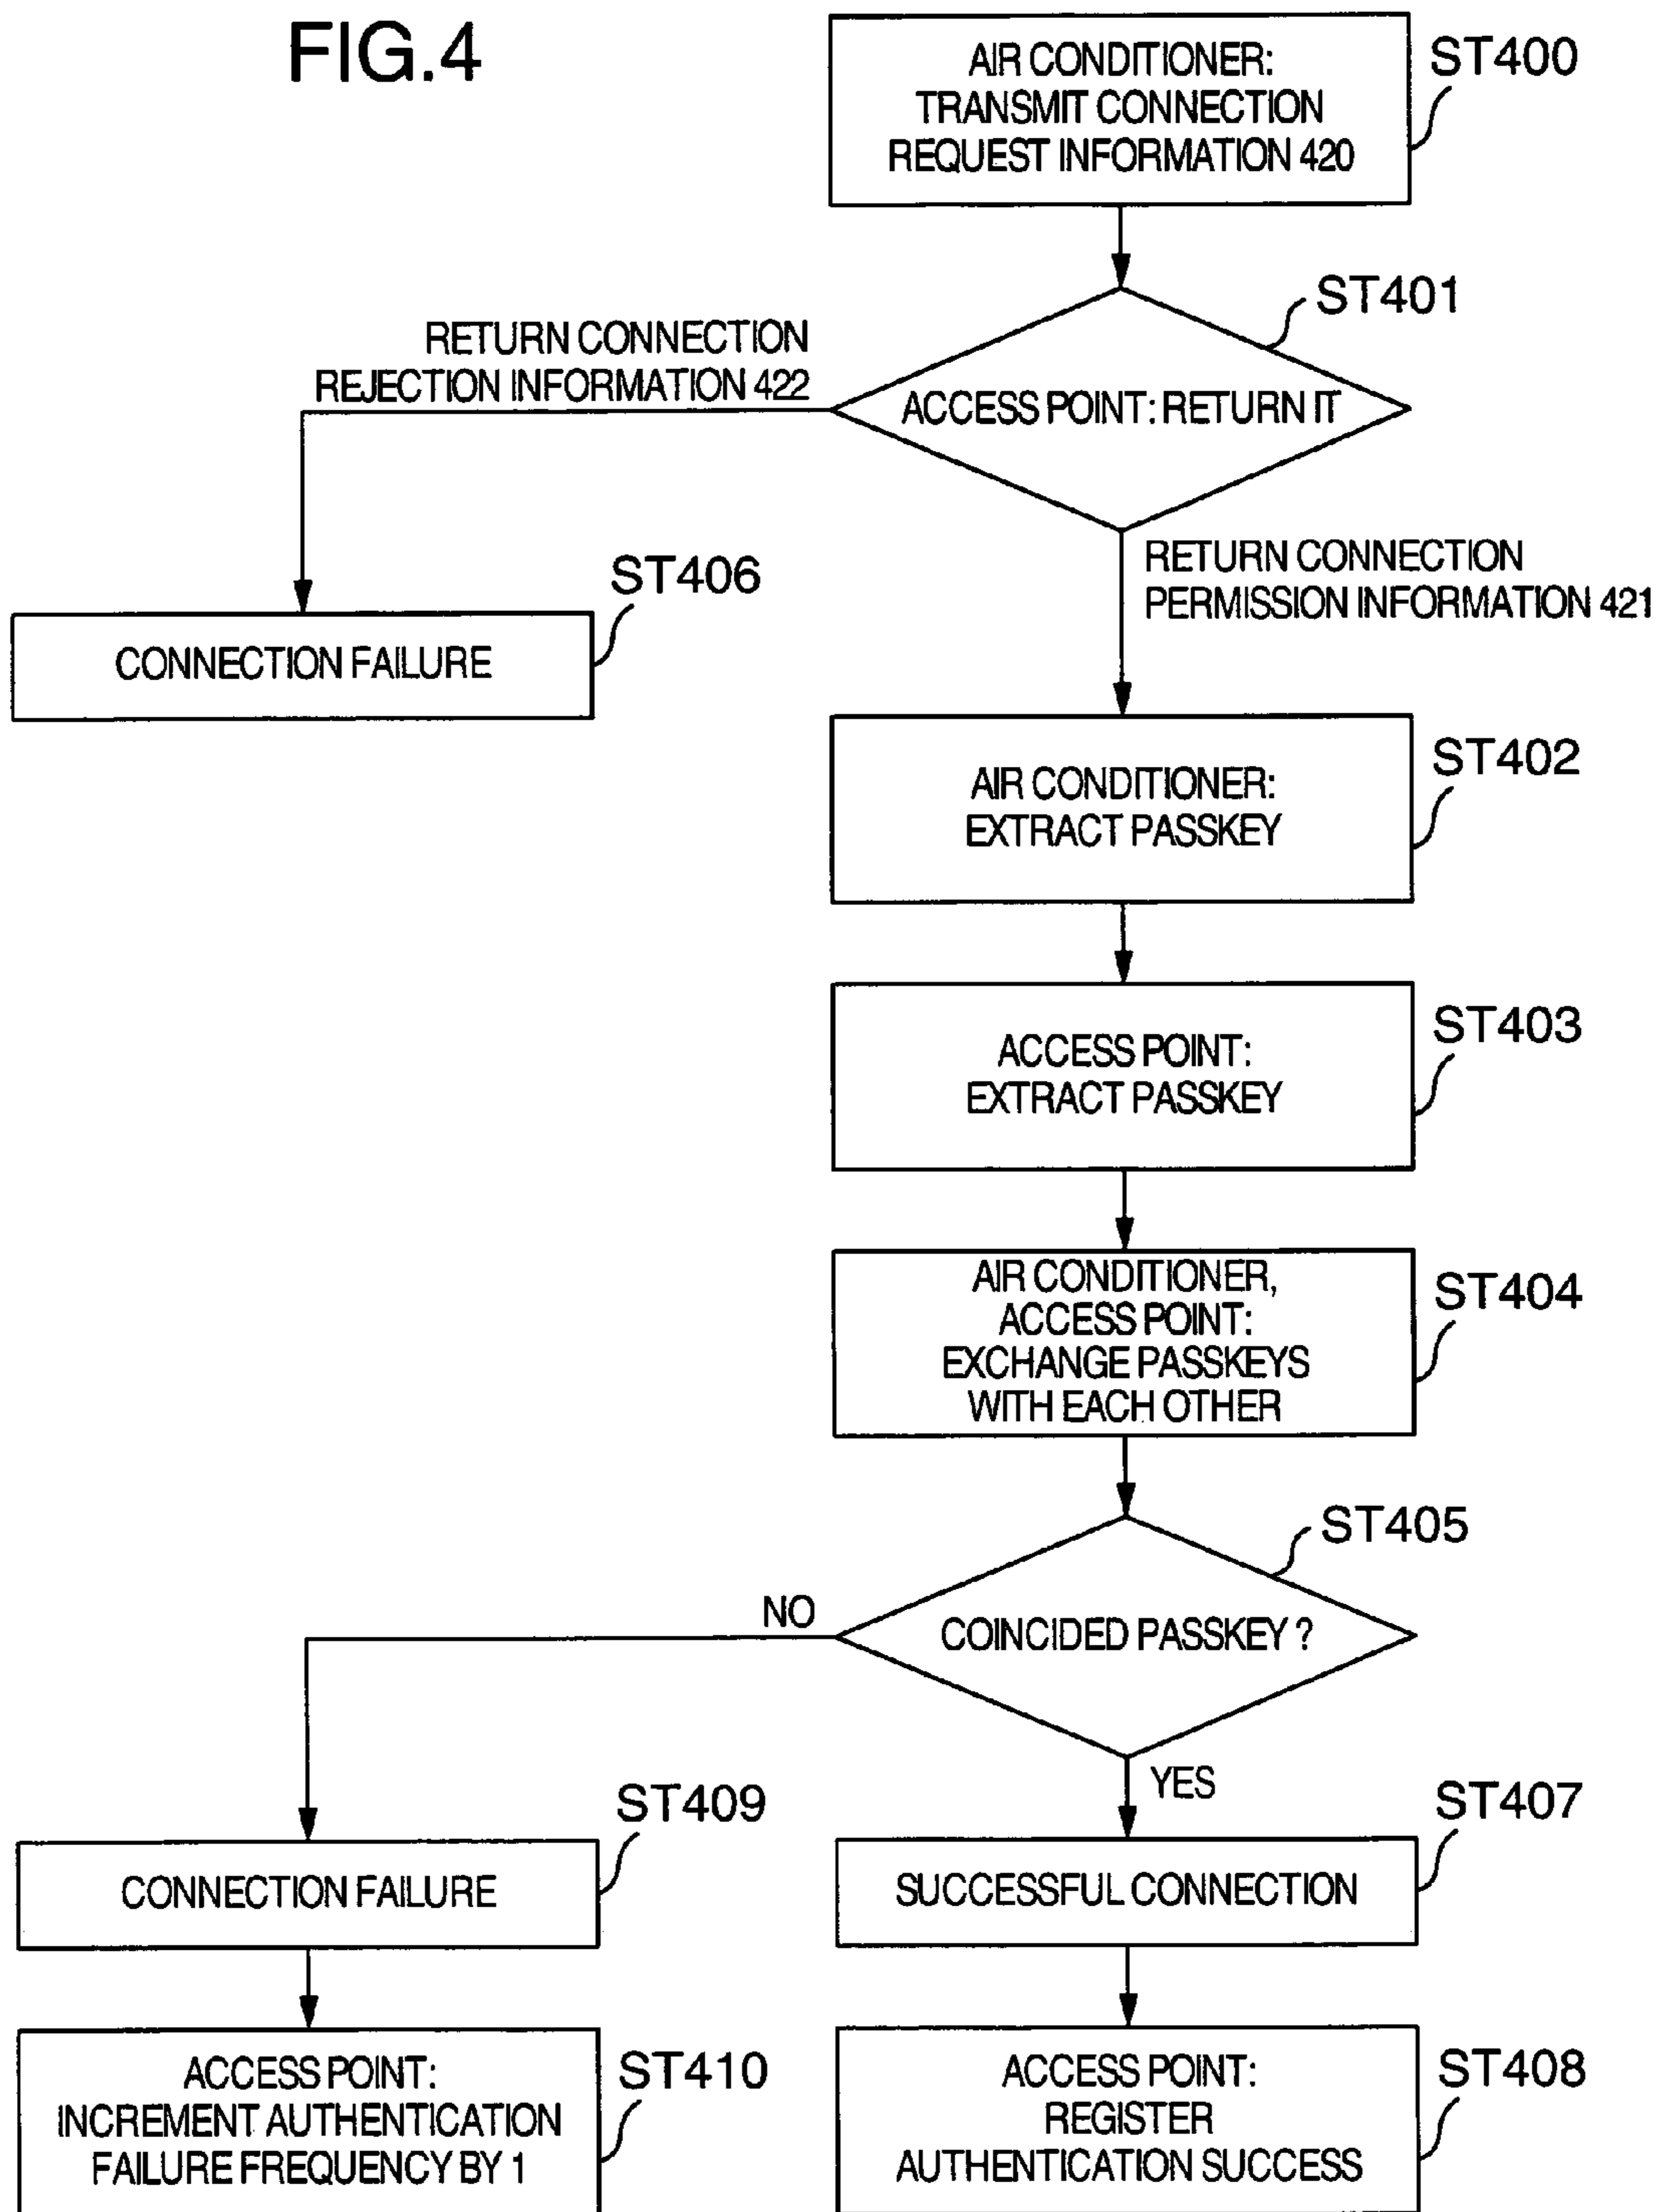 FIG.4
AIR CONDITIONER:
TRANSMIT CONNECTION
REQUEST INFORMATION 420
ST400
ST401
RETURN CONNECTION
REJECTION INFORMATION 422
ACCESS POINT: RETURN IT
RETURN CONNECTION
PERMISSION INFORMATION 421
ST406
CONNECTION FAILURE
ST402
AIR CONDITIONER:
EXTRACT PASSKEY
ST403
ACCESS POINT:
EXTRACT PASSKEY
ST404
AIR CONDITIONER,
ACCESS POINT:
EXCHANGE PASSKEYS
WITH EACH OTHER
ST405
NO
COINCIDED PASSKEY ?
YES
ST409
CONNECTION FAILURE
ST407
SUCCESSFUL CONNECTION
ST410
ACCESS POINT:
INCREMENT AUTHENTICATION
FAILURE FREQUENCY BY 1
ST408
ACCESS POINT:
REGISTER
AUTHENTICATION SUCCESS